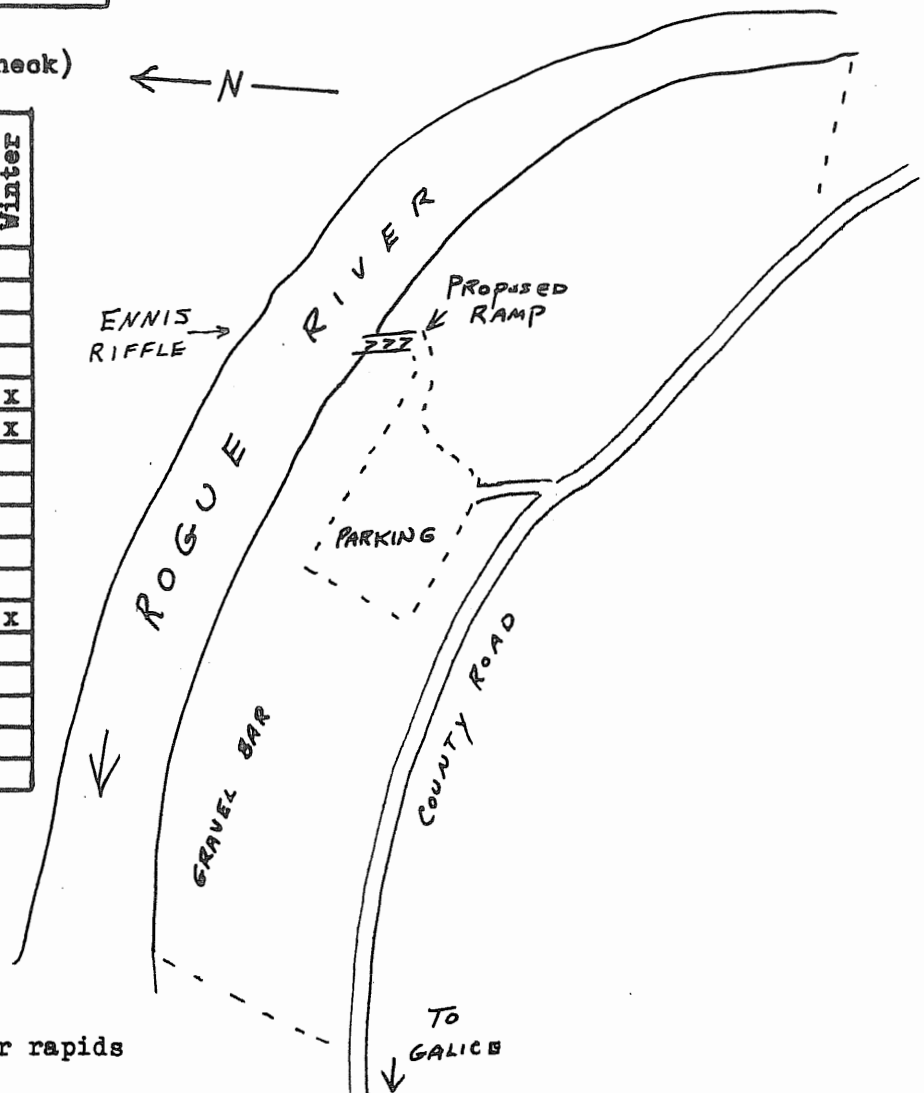 heck)
N
Winter
x
x
x
ENNIS
RIFFLE
ROGUE RIVER
PROPOSED
RAMP
PARKING
GRAVEL BAR
COUNTY ROAD
TO
GALICE
r rapids